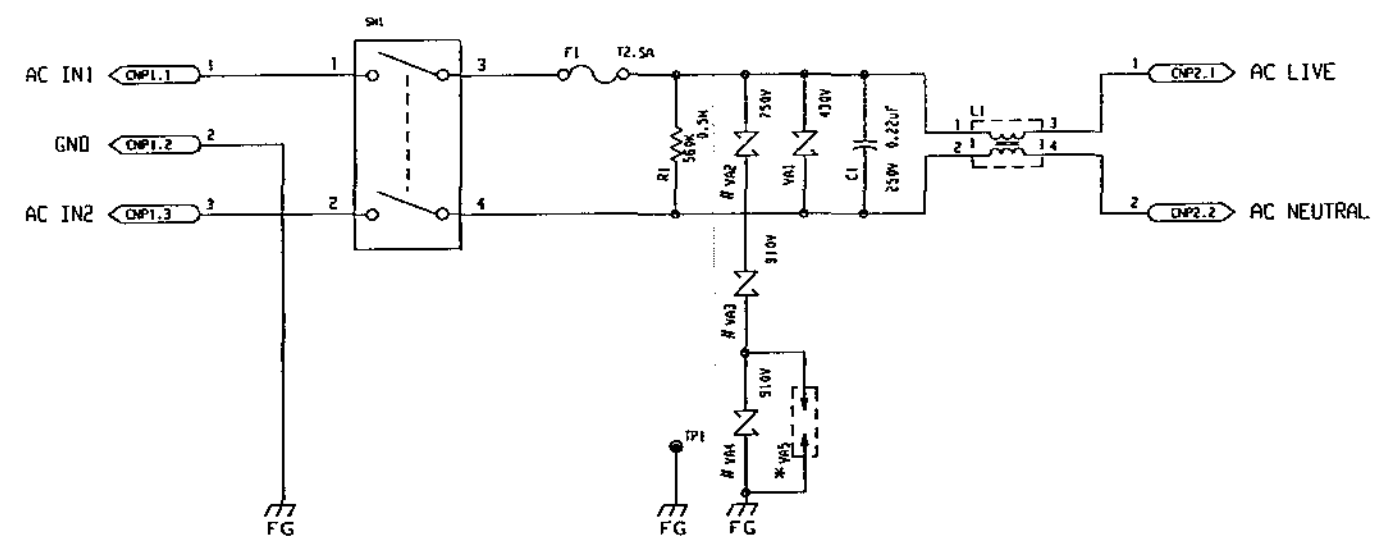 SW1
AC IN1 CNP1.1 1
1 3
F1 T2.5A
GND CNP1.2 2
AC IN2 CNP1.3 3
2 4
R1 560K 0.5W
#VA2 750V
VA1 430V
C1 250V 0.22uF
L1
1 3
2 4
1 CNP2.1 AC LIVE
2 CNP2.2 AC NEUTRAL
#VA3 910V
#VA4 910V
*VA5
TP1
FG
FG
FG